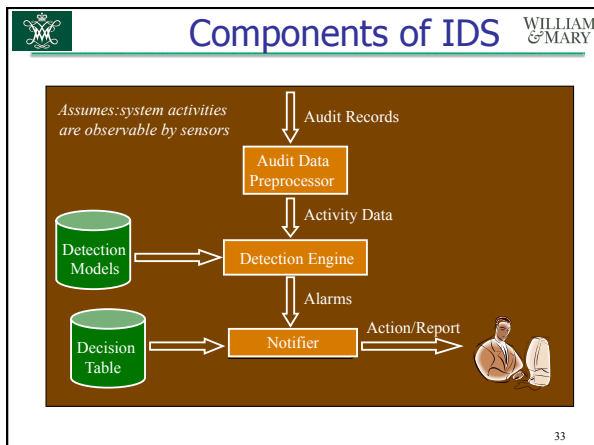 Components of IDS
WILLIAM
&MARY
Assumes:system activities
are observable by sensors
Audit Records
Audit Data
Preprocessor
Activity Data
Detection
Models
Detection Engine
Alarms
Decision
Table
Notifier
Action/Report
33